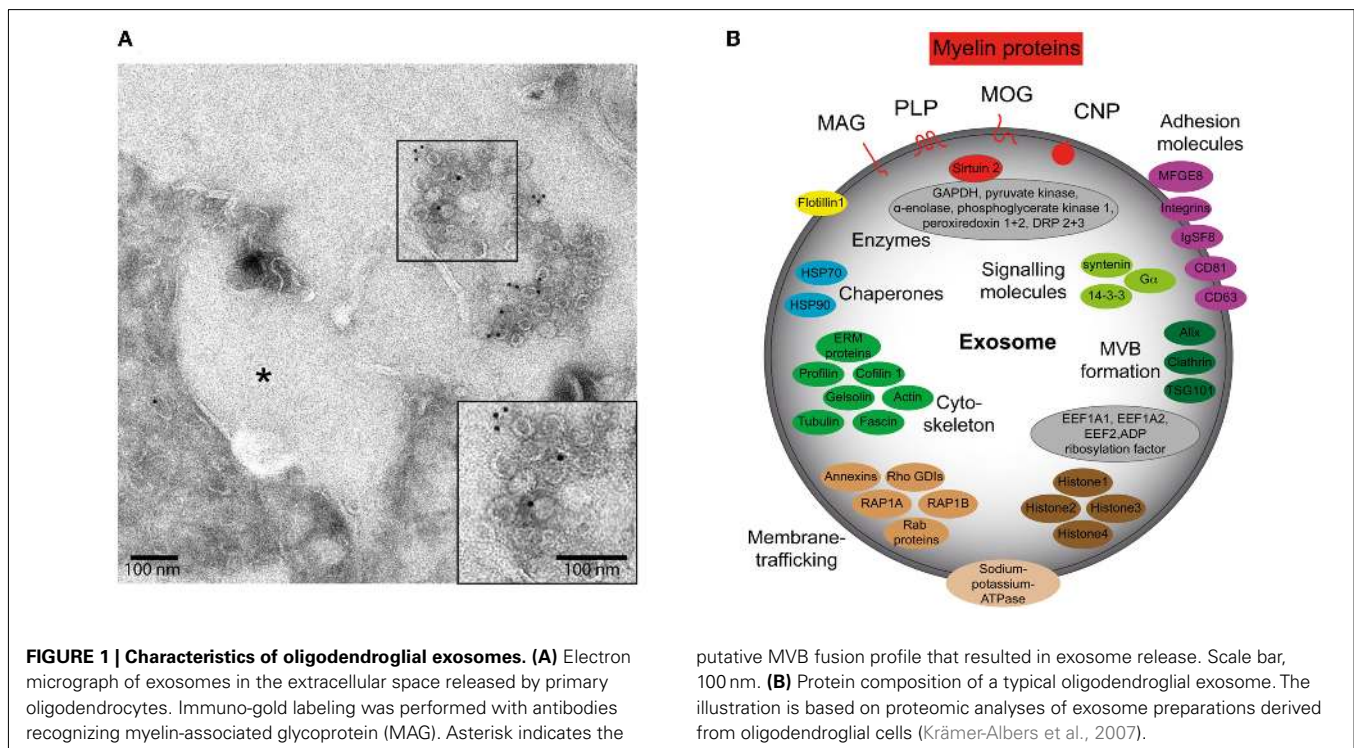 A
*
100 nm
100 nm
B
Myelin proteins
MAG
PLP
MOG
CNP
Adhesion
molecules
MFGE8
Integrins
IgSF8
CD81
CD63
Sirtuin 2
GAPDH, pyruvate kinase,
α-enolase, phosphoglycerate kinase 1,
peroxiredoxin 1+2, DRP 2+3
Flotillin1
Enzymes
HSP70
HSP90
Chaperones
Signalling
molecules
syntenin
Gα
14-3-3
Exosome
MVB
formation
Alix
Clathrin
TSG101
ERM
proteins
Profilin
Cofilin 1
Gelsolin
Actin
Tubulin
Fascin
Cyto-
skeleton
EEF1A1, EEF1A2,
EEF2,ADP
ribosylation factor
Annexins
Rho GDIs
RAP1A
RAP1B
Rab
proteins
Membrane-
trafficking
Histone1
Histone2
Histone3
Histone4
Sodium-
potassium-
ATPase
FIGURE 1 | Characteristics of oligodendroglial exosomes. (A) Electron
micrograph of exosomes in the extracellular space released by primary
oligodendrocytes. Immuno-gold labeling was performed with antibodies
recognizing myelin-associated glycoprotein (MAG). Asterisk indicates the
putative MVB fusion profile that resulted in exosome release. Scale bar,
100 nm. (B) Protein composition of a typical oligodendroglial exosome. The
illustration is based on proteomic analyses of exosome preparations derived
from oligodendroglial cells (Krämer-Albers et al., 2007).